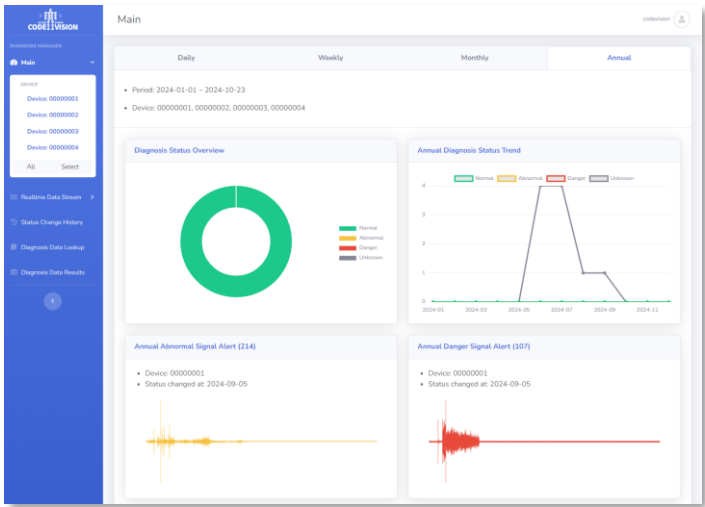 CODE VISION
Main
codevision
DIAGNOSIS MANAGER
Main
DEVICE
Device: 00000001
Device: 00000002
Device: 00000003
Device: 00000004
All Select
Realtime Data Stream
Status Change History
Diagnosis Data Lookup
Diagnosis Data Results
Daily Weekly Monthly Annual
Period: 2024-01-01 ~ 2024-10-23
Device: 00000001, 00000002, 00000003, 00000004
Diagnosis Status Overview
Normal
Abnormal
Danger
Unknown
Annual Diagnosis Status Trend
Normal Abnormal Danger Unknown
4
3
2
1
0
2024-01 2024-03 2024-05 2024-07 2024-09 2024-11
Annual Abnormal Signal Alert (214)
Device: 00000001
Status changed at: 2024-09-05
Annual Danger Signal Alert (107)
Device: 00000001
Status changed at: 2024-09-05